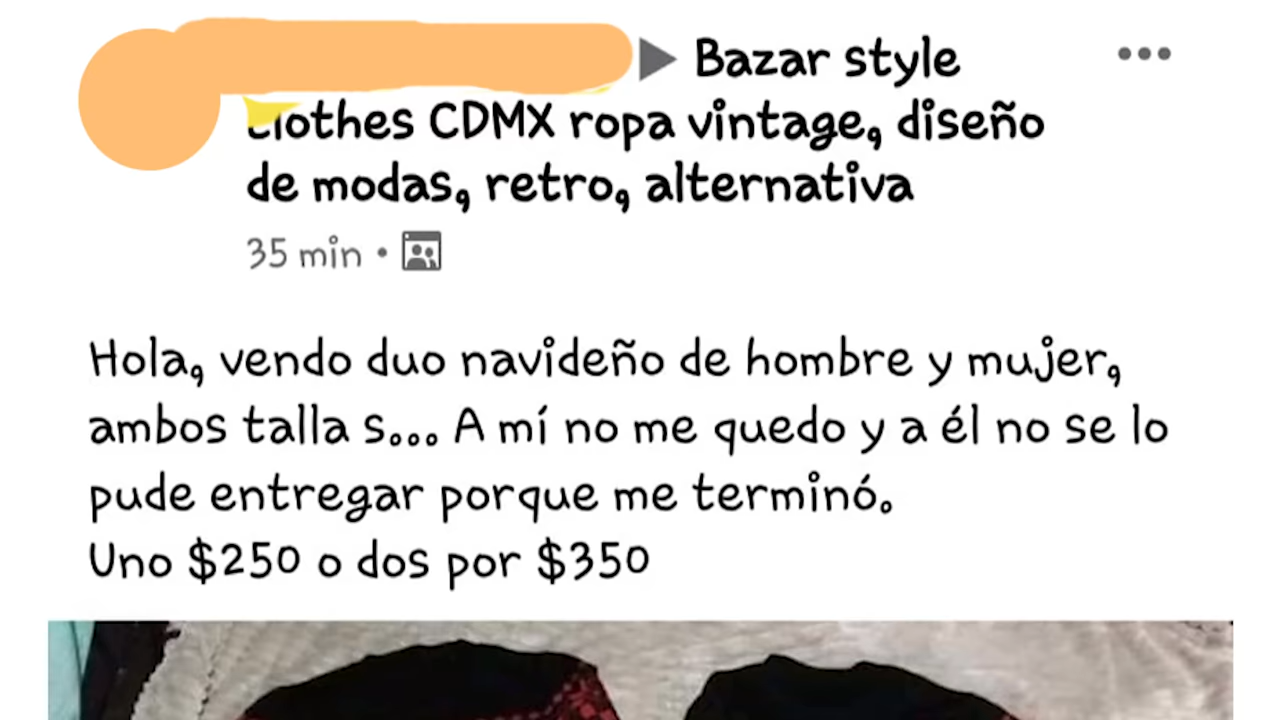 Bazar style
clothes CDMX ropa vintage, diseño
de modas, retro, alternativa
35 min •
Hola, vendo duo navideño de hombre y mujer,
ambos talla s... A mí no me quedo y a él no se lo
pude entregar porque me terminó.
Uno $250 o dos por $350